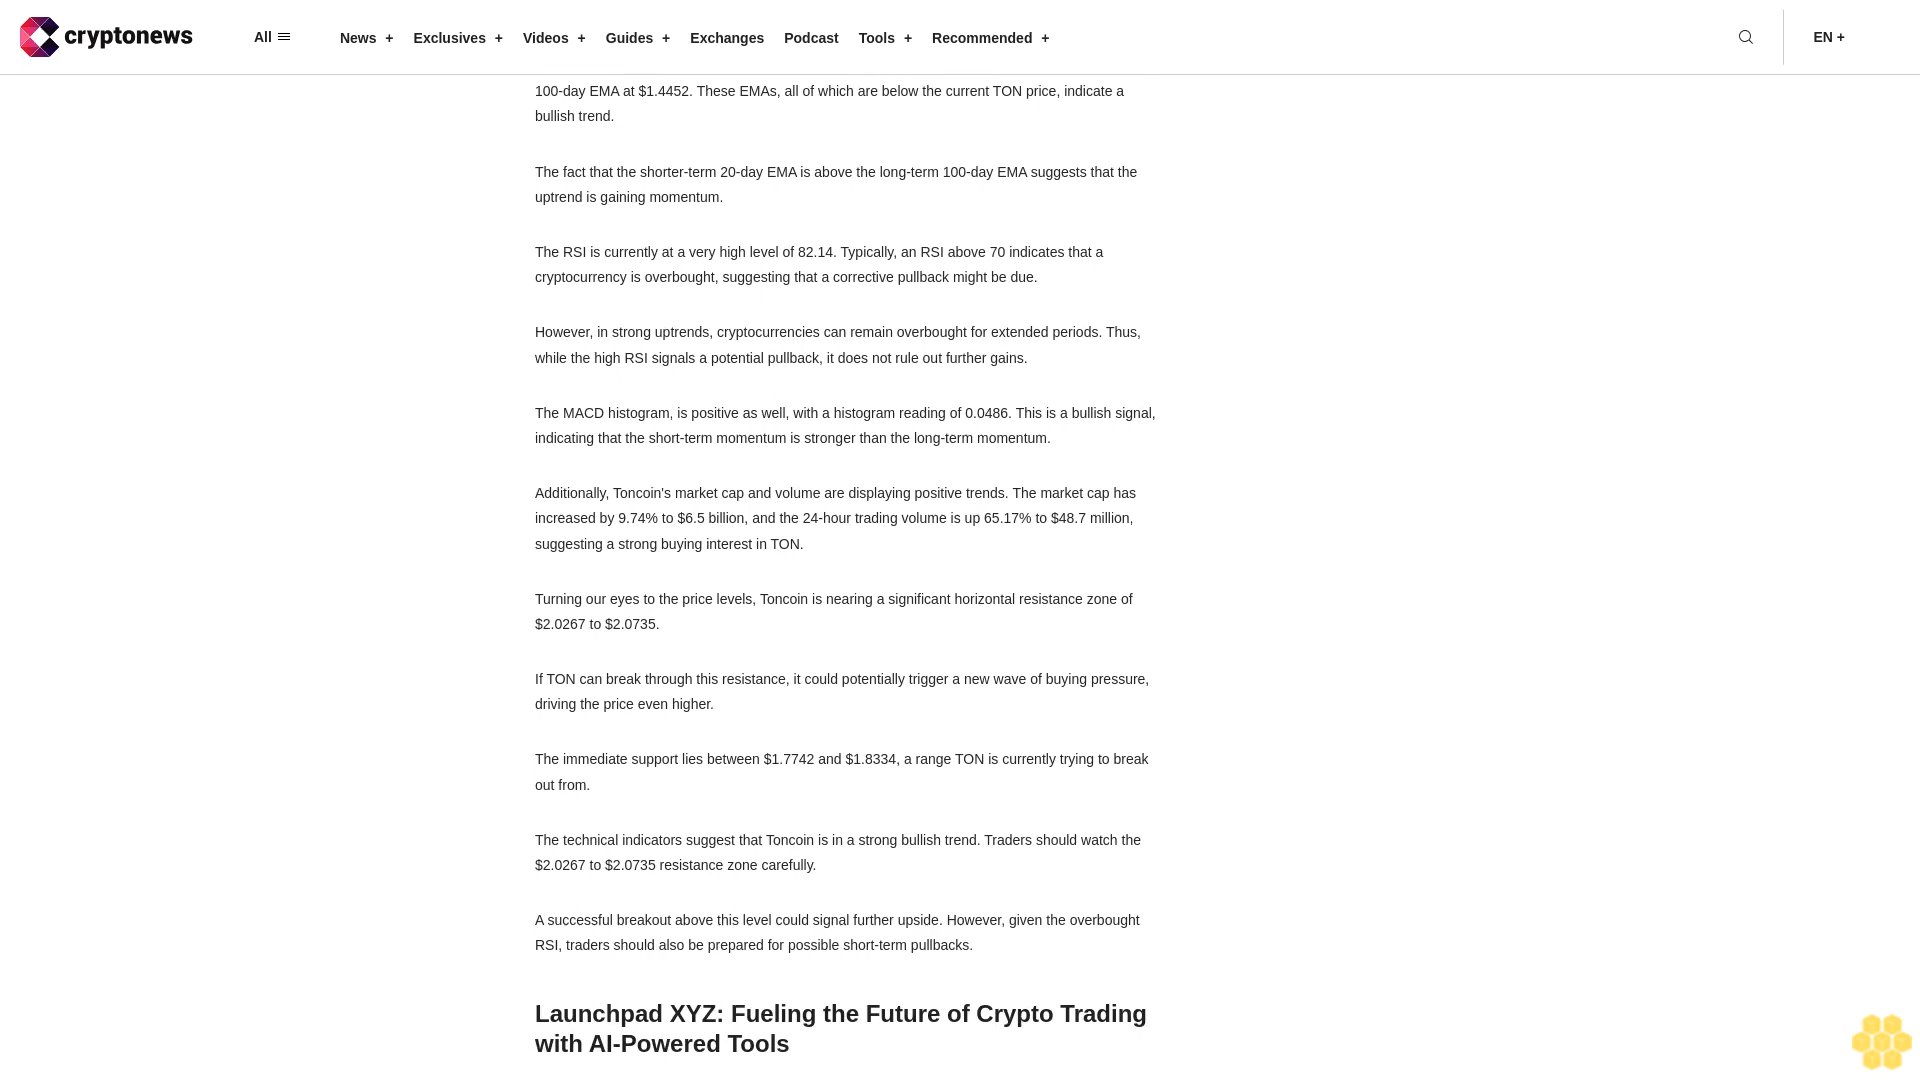 cryptonews
All
News +
Exclusives +
Videos +
Guides +
Exchanges
Podcast
Tools +
Recommended +
EN +
100-day EMA at $1.4452. These EMAs, all of which are below the current TON price, indicate a
bullish trend.
The fact that the shorter-term 20-day EMA is above the long-term 100-day EMA suggests that the
uptrend is gaining momentum.
The RSI is currently at a very high level of 82.14. Typically, an RSI above 70 indicates that a
cryptocurrency is overbought, suggesting that a corrective pullback might be due.
However, in strong uptrends, cryptocurrencies can remain overbought for extended periods. Thus,
while the high RSI signals a potential pullback, it does not rule out further gains.
The MACD histogram, is positive as well, with a histogram reading of 0.0486. This is a bullish signal,
indicating that the short-term momentum is stronger than the long-term momentum.
Additionally, Toncoin's market cap and volume are displaying positive trends. The market cap has
increased by 9.74% to $6.5 billion, and the 24-hour trading volume is up 65.17% to $48.7 million,
suggesting a strong buying interest in TON.
Turning our eyes to the price levels, Toncoin is nearing a significant horizontal resistance zone of
$2.0267 to $2.0735.
If TON can break through this resistance, it could potentially trigger a new wave of buying pressure,
driving the price even higher.
The immediate support lies between $1.7742 and $1.8334, a range TON is currently trying to break
out from.
The technical indicators suggest that Toncoin is in a strong bullish trend. Traders should watch the
$2.0267 to $2.0735 resistance zone carefully.
A successful breakout above this level could signal further upside. However, given the overbought
RSI, traders should also be prepared for possible short-term pullbacks.
Launchpad XYZ: Fueling the Future of Crypto Trading
with AI-Powered Tools